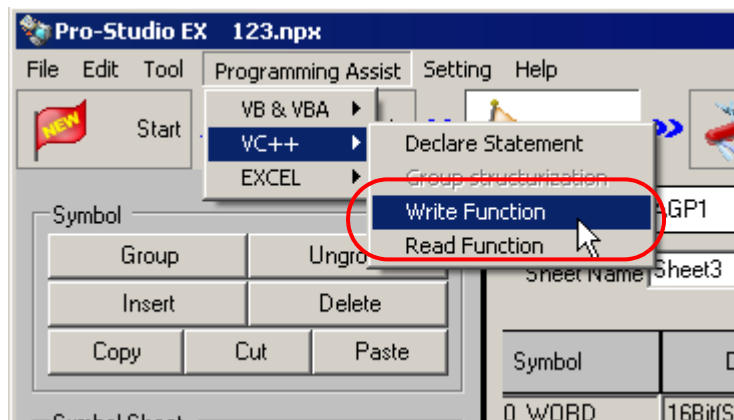 Pro-Studio EX 123.npx
File Edit Tool Programming Assist Setting Help
NEW Start
VB & VBA
VC++
EXCEL
Declare Statement
Group structurization
Write Function
Read Function
AGP1
Symbol
Sheet Name Sheet3
Group
Insert Delete
Copy Cut Paste
Symbol
0 WORD 16Bit(S
Symbol Sheet